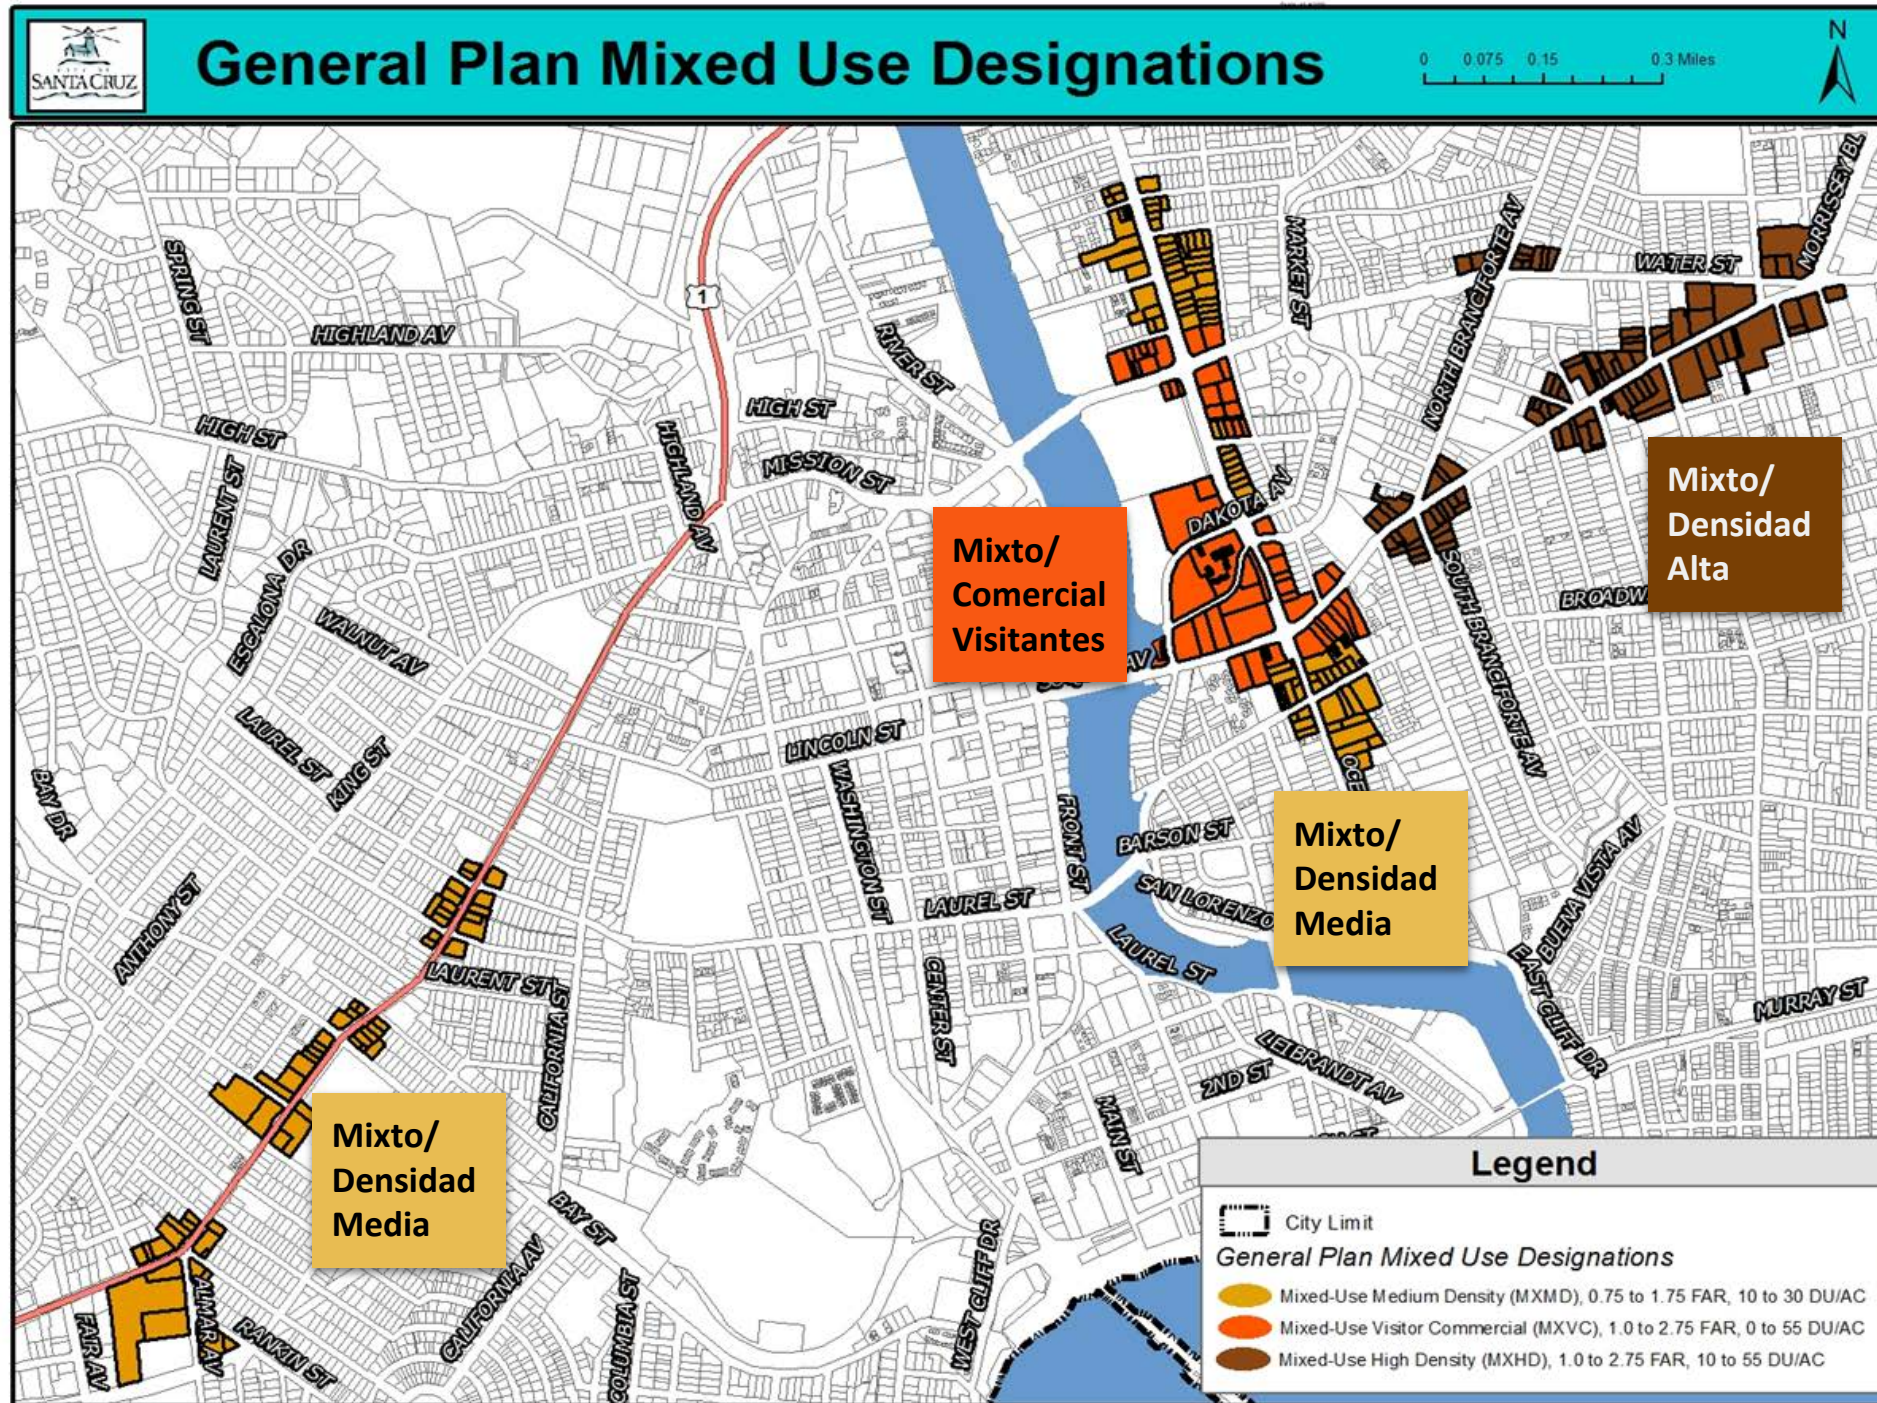 CITY OF
SANTA CRUZ
General Plan Mixed Use Designations
0 0.075 0.15 0.3 Miles
N
MORRISSEY BL
SPRING ST
MARKET ST
NORTH BRANCIFORTE AV
WATER ST
1
HIGHLAND AV
RIVER ST
HIGH ST
HIGH ST
HIGHLAND AV
MISSION ST
LAURENT ST
DAKOTA AV
Mixto/
Densidad
Alta
Mixto/
Comercial
Visitantes
ESCALONA DR
WALNUT AV
SOUTH BRANCIFORTE AV
BROADW
AV
LAUREL ST
KING ST
LINCOLN ST
WASHINGTON ST
BAY DR
FRONT ST
BARSON ST
Mixto/
Densidad
Media
ANTHONY ST
LAUREL ST
SAN LORENZO
BUENA VISTA AV
LAUREL ST
LAURENT ST
CALIFORNIA ST
CENTER ST
EAST CLIFF DR
MURRAY ST
LEIBRANDT AV
2ND ST
MAIN ST
Mixto/
Densidad
Media
BAY ST
CALIFORNIA AV
COLUMBIA ST
WEST CLIFF DR
ALMAR AV
FAIR AV
RANKIN ST
Legend
City Limit
General Plan Mixed Use Designations
Mixed-Use Medium Density (MXMD), 0.75 to 1.75 FAR, 10 to 30 DU/AC
Mixed-Use Visitor Commercial (MXVC), 1.0 to 2.75 FAR, 0 to 55 DU/AC
Mixed-Use High Density (MXHD), 1.0 to 2.75 FAR, 10 to 55 DU/AC